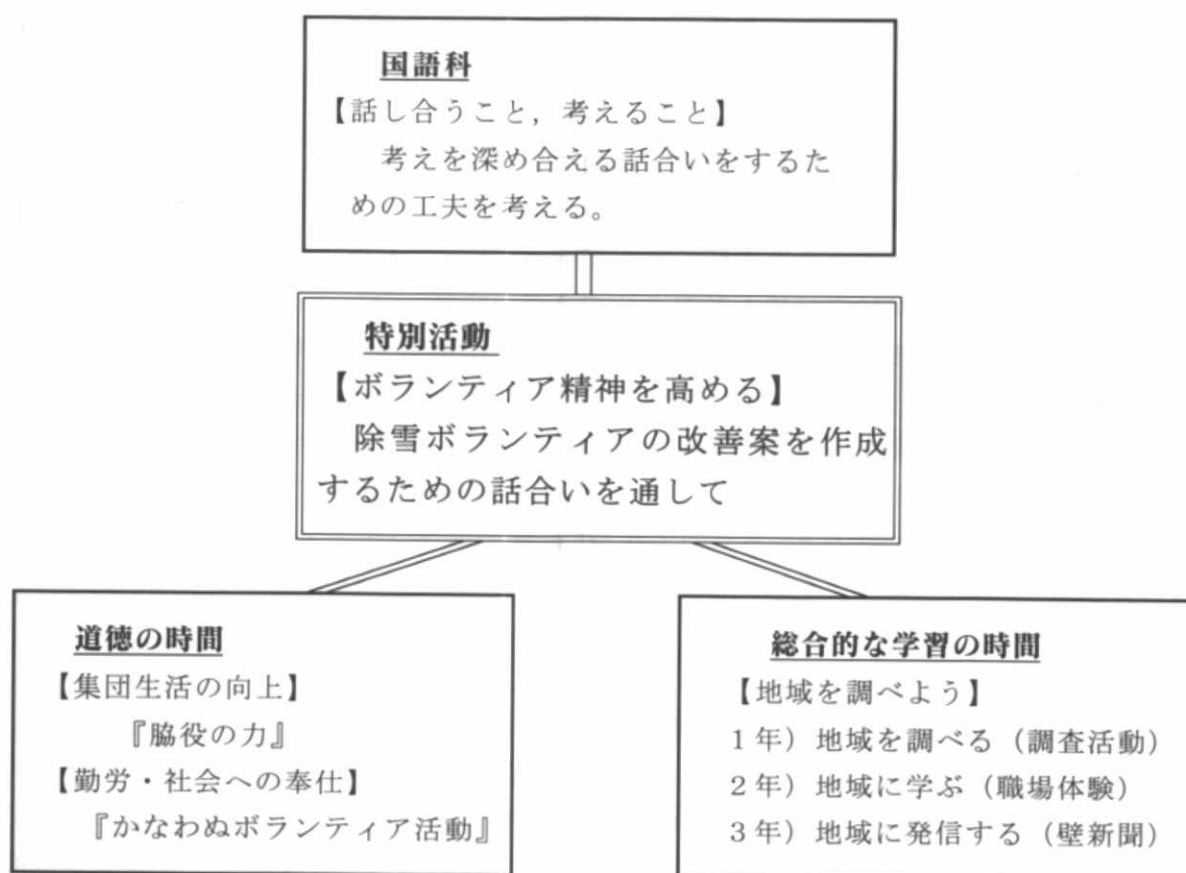 国語科
【話し合うこと，考えること】
考えを深め合える話合いをするた
めの工夫を考える。
特別活動
【ボランティア精神を高める】
除雪ボランティアの改善案を作成
するための話合いを通して
道徳の時間
【集団生活の向上】
『脇役の力』
【勤労・社会への奉仕】
『かなわぬボランティア活動』
総合的な学習の時間
【地域を調べよう】
1年）地域を調べる（調査活動）
2年）地域に学ぶ（職場体験）
3年）地域に発信する（壁新聞）